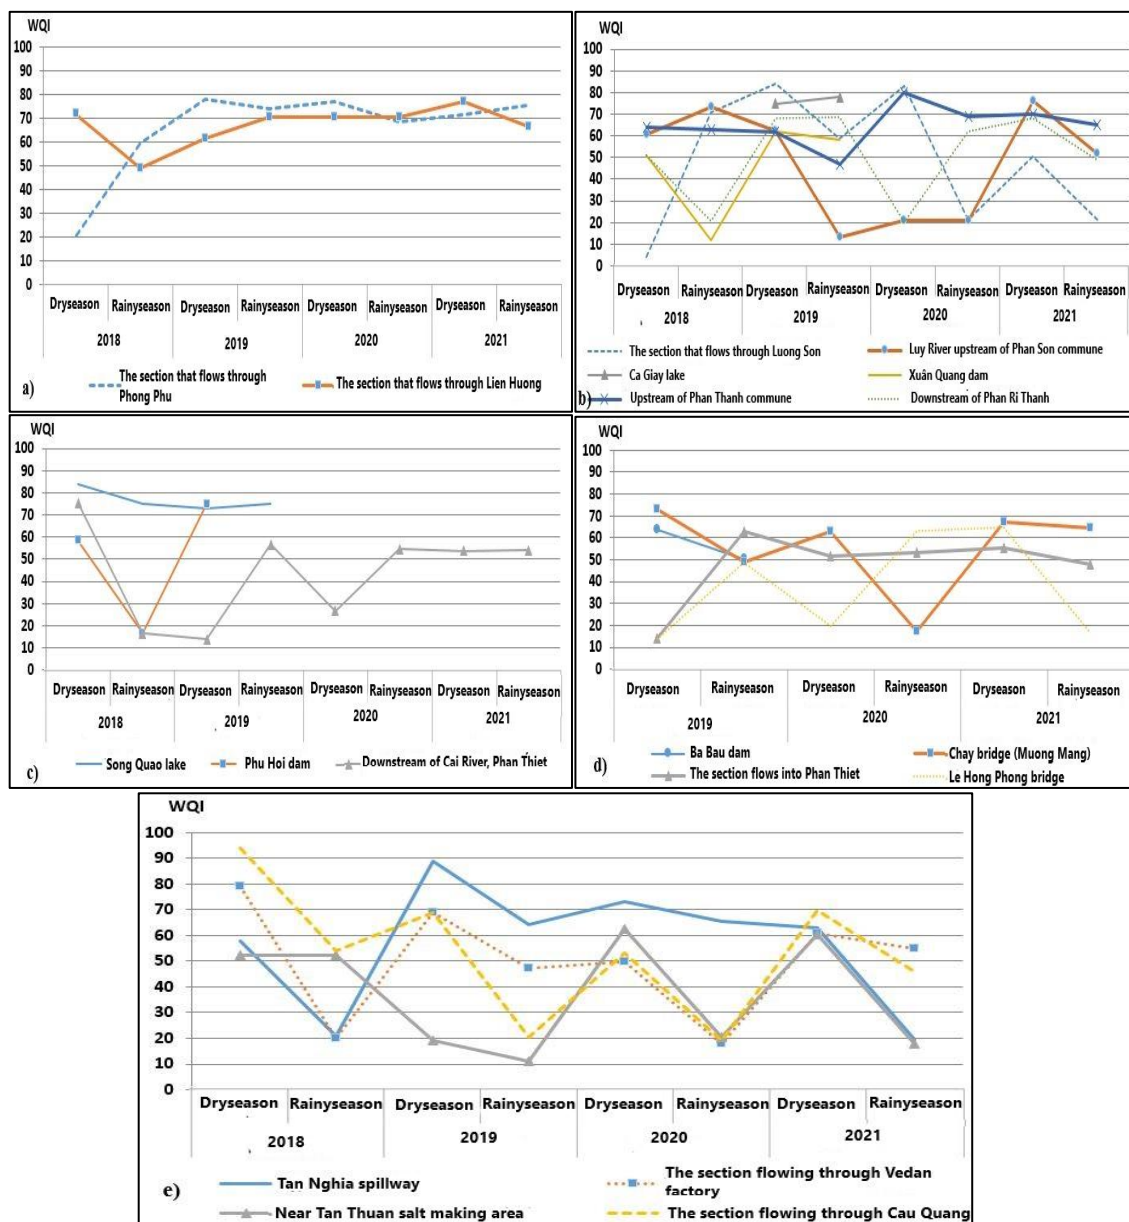 WQI
100
90
80
70
60
50
40
30
20
10
0
Dryseason Rainyseason Dryseason Rainyseason Dryseason Rainyseason Dryseason Rainyseason
2018 2019 2020 2021
The section that flows through
Phong Phu
The section that flows through Lien Huong
a)
WQI
100
90
80
70
60
50
40
30
20
10
0
Dryseason Rainyseason Dryseason Rainyseason Dryseason Rainyseason Dryseason Rainyseason
2018 2019 2020 2021
The section that flows through Luong Son Luy River upstream of Phan Son commune
Ca Giay lake Xuân Quang dam
Upstream of Phan Thanh commune Downstream of Phan Ri Thanh
b)
WQI
100
90
80
70
60
50
40
30
20
10
0
Dryseason Rainyseason Dryseason Rainyseason Dryseason Rainyseason Dryseason Rainyseason
2018 2019 2020 2021
c) Song Quao lake Phu Hoi dam Downstream of Cai River, Phan Thiet
WQI
100
90
80
70
60
50
40
30
20
10
0
Dryseason Rainyseason Dryseason Rainyseason Dryseason Rainyseason
2019 2020 2021
Ba Bau dam Chay bridge (Muong Mang)
The section flows into Phan Thiet Le Hong Phong bridge
d)
WQI
100
90
80
70
60
50
40
30
20
10
0
Dryseason Rainyseason Dryseason Rainyseason Dryseason Rainyseason Dryseason Rainyseason
2018 2019 2020 2021
Tan Nghia spillway
The section flowing through Vedan
factory
Near Tan Thuan salt making area The section flowing through Cau Quang
e)